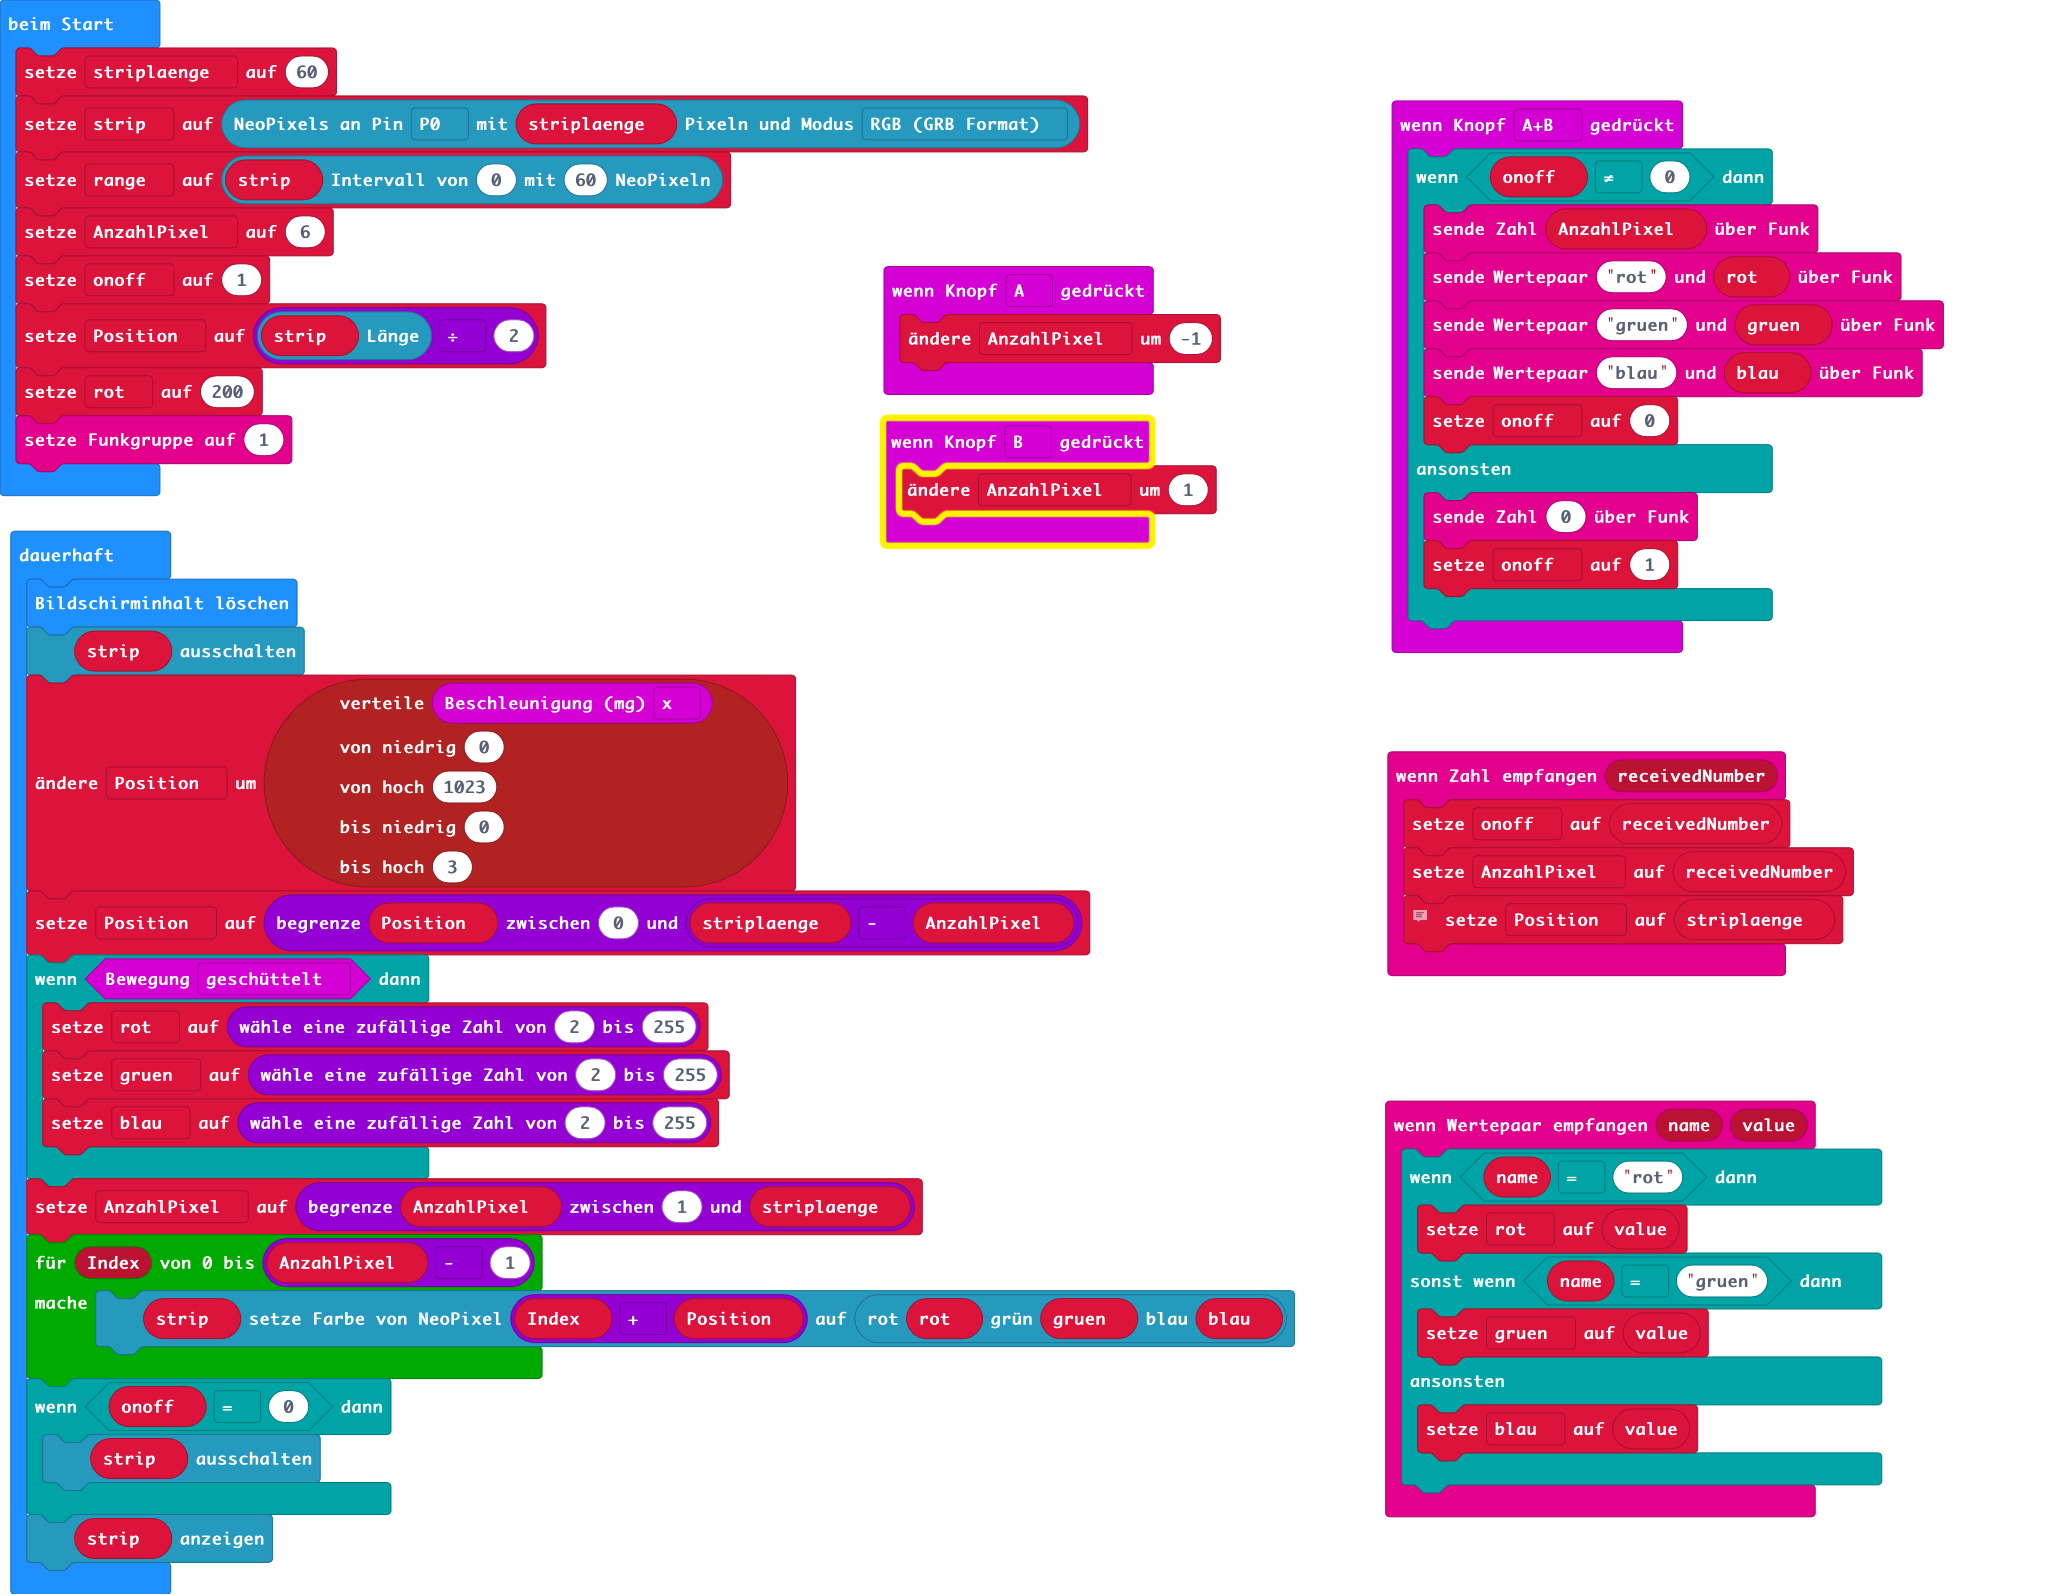 beim Start
setze striplaenge auf 60
setze strip auf NeoPixels an Pin P0 mit striplaenge Pixeln und Modus RGB (GRB Format)
setze range auf strip Intervall von 0 mit 60 NeoPixeln
setze AnzahlPixel auf 6
setze onoff auf 1
setze Position auf strip Länge ÷ 2
setze rot auf 200
setze Funkgruppe auf 1
dauerhaft
Bildschirminhalt löschen
strip ausschalten
ändere Position um verteile Beschleunigung (mg) x
von niedrig 0
von hoch 1023
bis niedrig 0
bis hoch 3
setze Position auf begrenze Position zwischen 0 und striplaenge - AnzahlPixel
wenn Bewegung geschüttelt dann
setze rot auf wähle eine zufällige Zahl von 2 bis 255
setze gruen auf wähle eine zufällige Zahl von 2 bis 255
setze blau auf wähle eine zufällige Zahl von 2 bis 255
setze AnzahlPixel auf begrenze AnzahlPixel zwischen 1 und striplaenge
für Index von 0 bis AnzahlPixel - 1
mache strip setze Farbe von NeoPixel Index + Position auf rot rot grün gruen blau blau
wenn onoff = 0 dann
strip ausschalten
strip anzeigen
wenn Knopf A gedrückt
ändere AnzahlPixel um -1
wenn Knopf B gedrückt
ändere AnzahlPixel um 1
wenn Knopf A+B gedrückt
wenn onoff ≠ 0 dann
sende Zahl AnzahlPixel über Funk
sende Wertepaar "rot" und rot über Funk
sende Wertepaar "gruen" und gruen über Funk
sende Wertepaar "blau" und blau über Funk
setze onoff auf 0
ansonsten
sende Zahl 0 über Funk
setze onoff auf 1
wenn Zahl empfangen receivedNumber
setze onoff auf receivedNumber
setze AnzahlPixel auf receivedNumber
setze Position auf striplaenge
wenn Wertepaar empfangen name value
wenn name = "rot" dann
setze rot auf value
sonst wenn name = "gruen" dann
setze gruen auf value
ansonsten
setze blau auf value